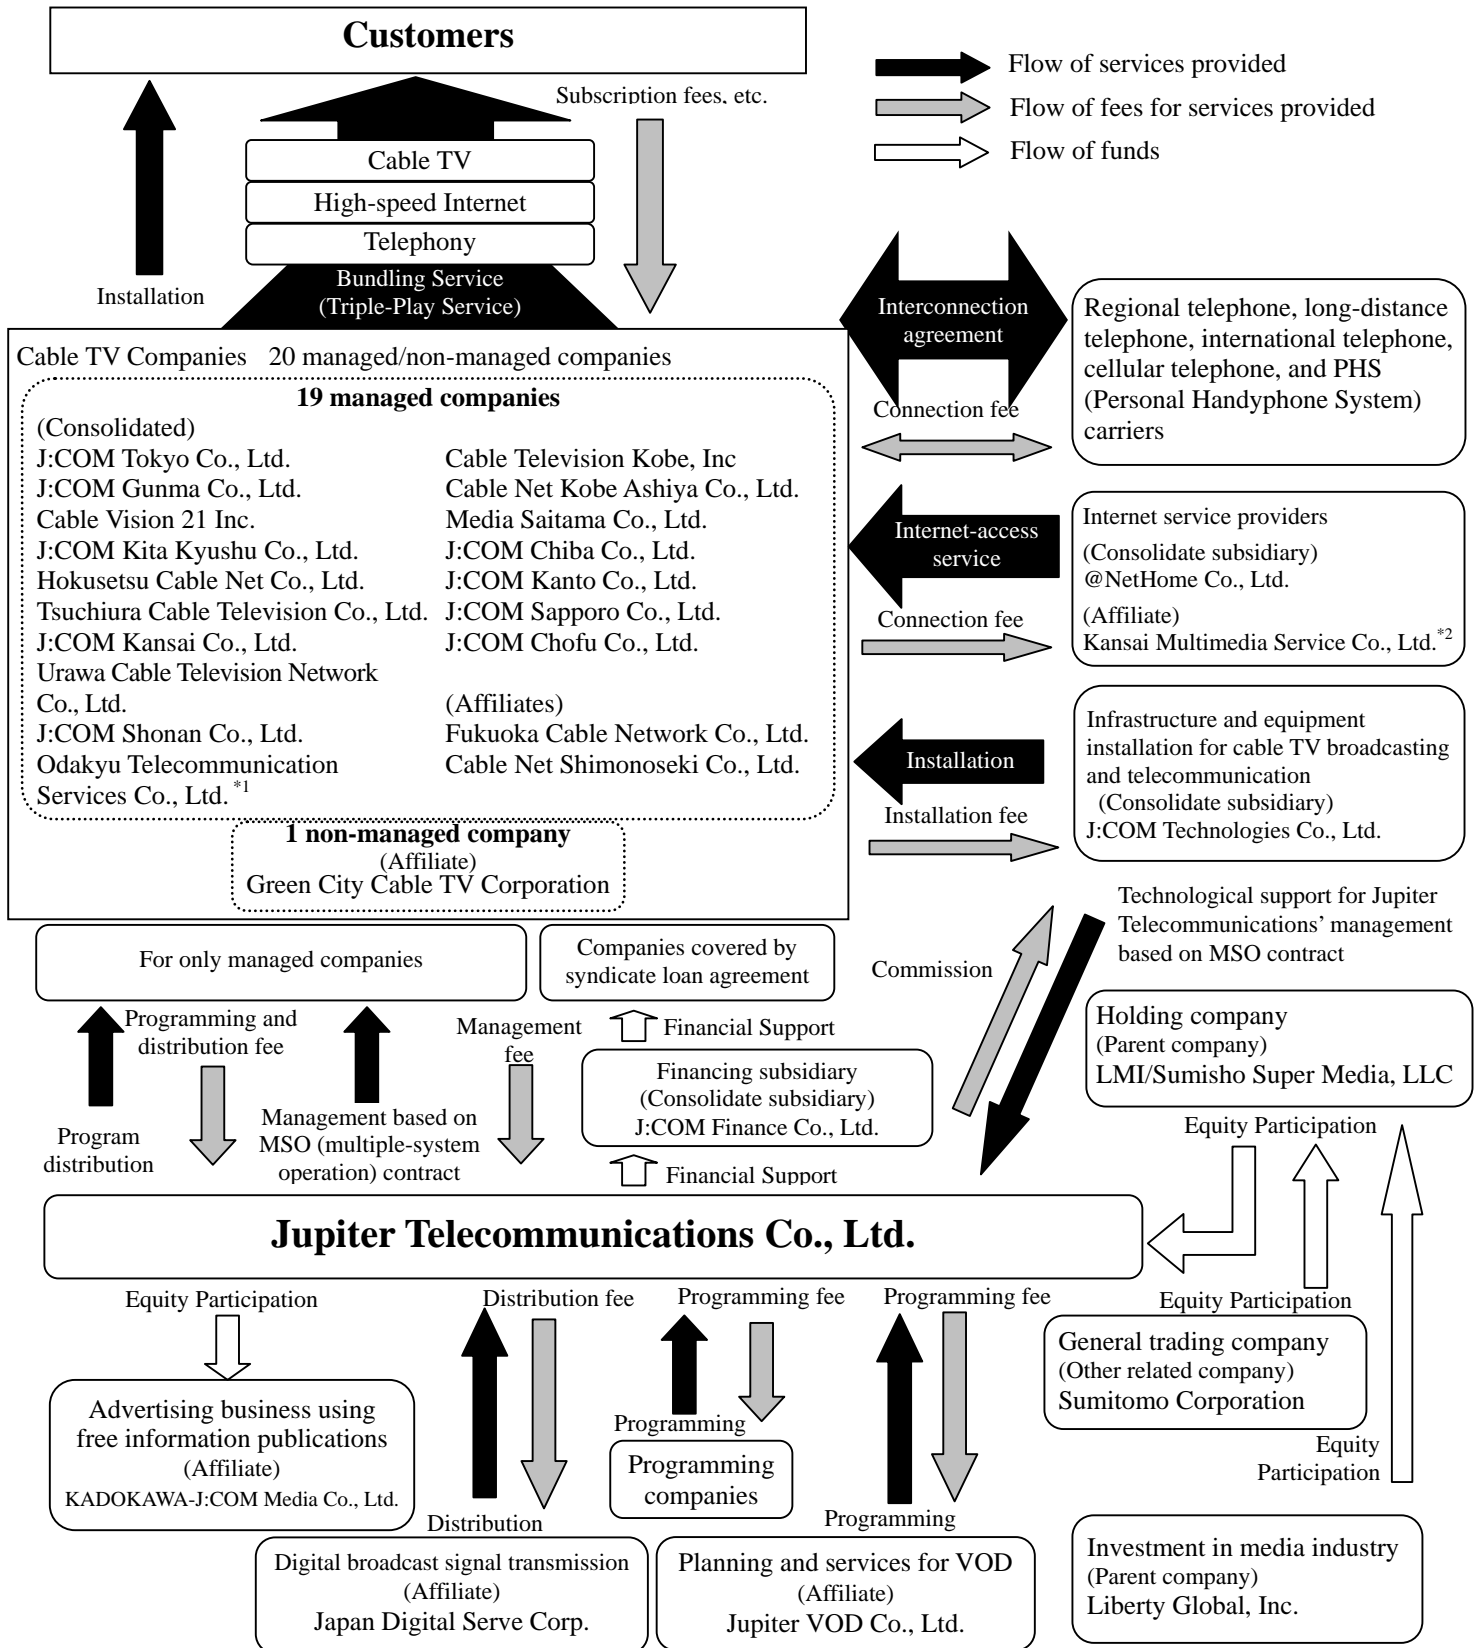 Customers
Flow of services provided
Flow of fees for services provided
Flow of funds
Subscription fees, etc.
Cable TV
High-speed Internet
Telephony
Bundling Service
(Triple-Play Service)
Installation
Interconnection
agreement
Connection fee
Regional telephone, long-distance
telephone, international telephone,
cellular telephone, and PHS
(Personal Handyphone System)
carriers
Cable TV Companies 20 managed/non-managed companies
19 managed companies
(Consolidated)
J:COM Tokyo Co., Ltd.
J:COM Gunma Co., Ltd.
Cable Vision 21 Inc.
J:COM Kita Kyushu Co., Ltd.
Hokusetsu Cable Net Co., Ltd.
Tsuchiura Cable Television Co., Ltd.
J:COM Kansai Co., Ltd.
Urawa Cable Television Network
Co., Ltd.
J:COM Shonan Co., Ltd.
Odakyu Telecommunication
Services Co., Ltd. *1
Cable Television Kobe, Inc
Cable Net Kobe Ashiya Co., Ltd.
Media Saitama Co., Ltd.
J:COM Chiba Co., Ltd.
J:COM Kanto Co., Ltd.
J:COM Sapporo Co., Ltd.
J:COM Chofu Co., Ltd.
(Affiliates)
Fukuoka Cable Network Co., Ltd.
Cable Net Shimonoseki Co., Ltd.
1 non-managed company
(Affiliate)
Green City Cable TV Corporation
Internet-access
service
Connection fee
Internet service providers
(Consolidate subsidiary)
@NetHome Co., Ltd.
(Affiliate)
Kansai Multimedia Service Co., Ltd.*2
Installation
Installation fee
Infrastructure and equipment
installation for cable TV broadcasting
and telecommunication
(Consolidate subsidiary)
J:COM Technologies Co., Ltd.
For only managed companies
Companies covered by
syndicate loan agreement
Commission
Technological support for Jupiter
Telecommunications' management
based on MSO contract
Programming and
distribution fee
Program
distribution
Management based on
MSO (multiple-system
operation) contract
Management
fee
Financial Support
Financing subsidiary
(Consolidate subsidiary)
J:COM Finance Co., Ltd.
Financial Support
Holding company
(Parent company)
LMI/Sumisho Super Media, LLC
Equity Participation
Jupiter Telecommunications Co., Ltd.
Equity Participation
Distribution fee
Programming fee
Programming fee
Equity Participation
General trading company
(Other related company)
Sumitomo Corporation
Equity
Participation
Advertising business using
free information publications
(Affiliate)
KADOKAWA-J:COM Media Co., Ltd.
Distribution
Programming
Programming
companies
Programming
Digital broadcast signal transmission
(Affiliate)
Japan Digital Serve Corp.
Planning and services for VOD
(Affiliate)
Jupiter VOD Co., Ltd.
Investment in media industry
(Parent company)
Liberty Global, Inc.